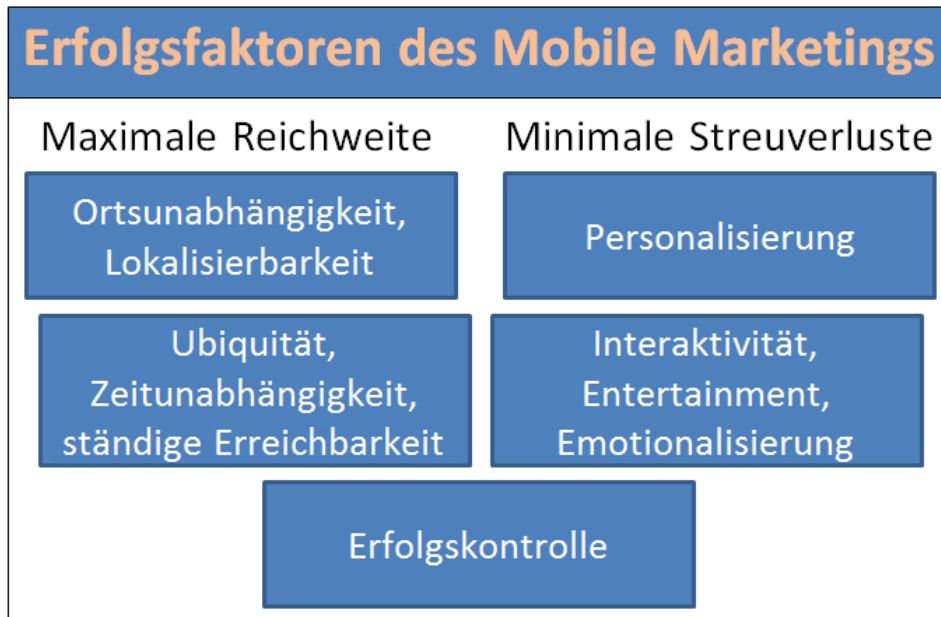 Erfolgsfaktoren des Mobile Marketings
Maximale Reichweite
Ortsunabhängigkeit,
Lokalisierbarkeit
Ubiquität,
Zeitunabhängigkeit,
ständige Erreichbarkeit
Minimale Streuverluste
Personalisierung
Interaktivität,
Entertainment,
Emotionalisierung
Erfolgskontrolle